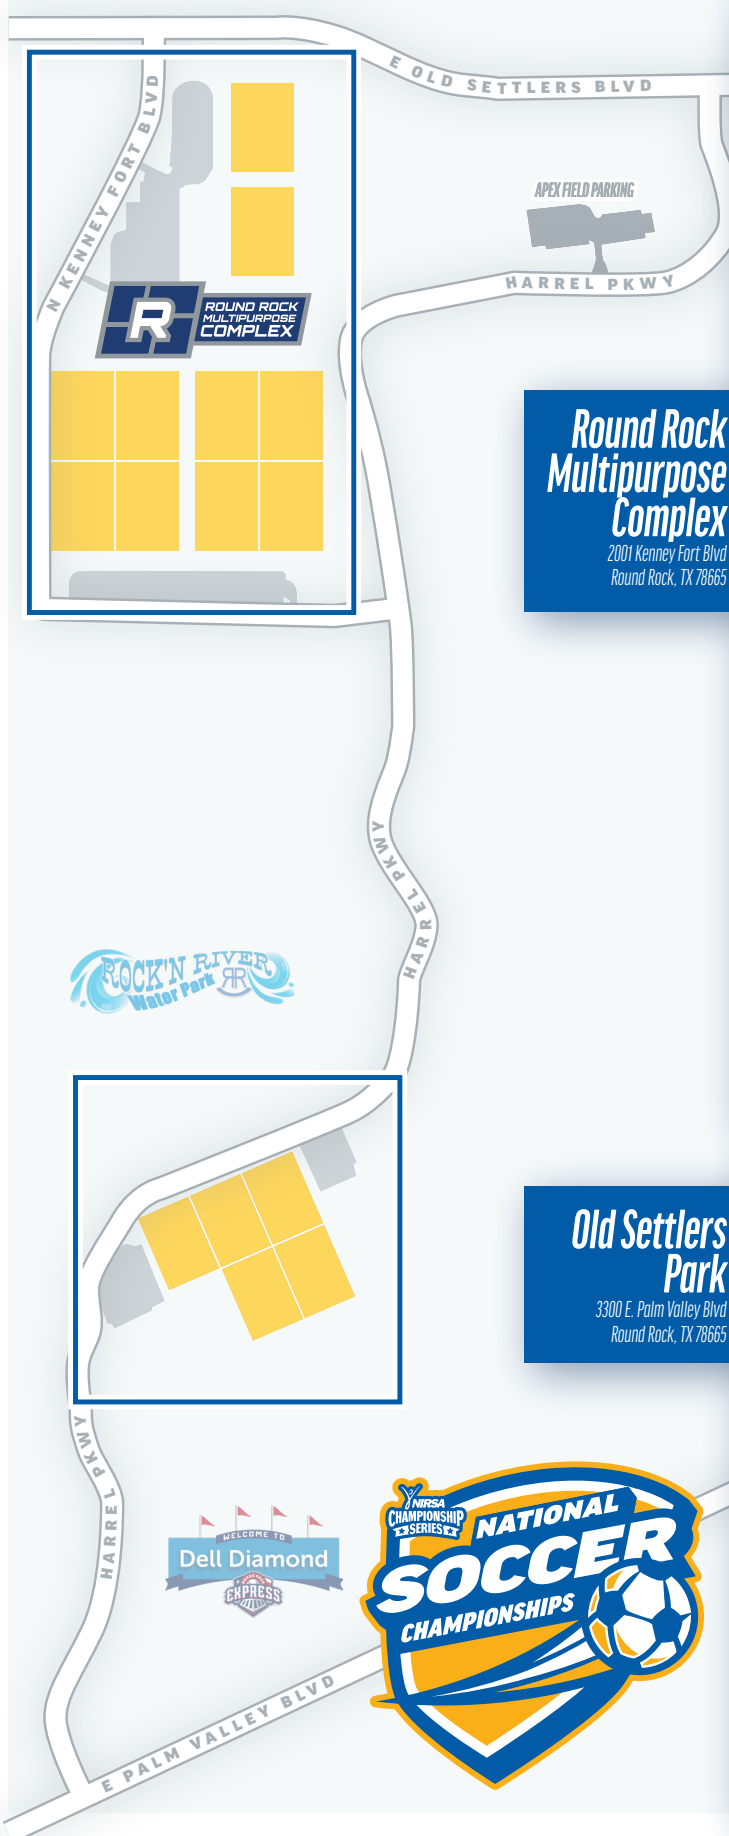 E OLD SETTLERS BLVD
N KENNEY FORT BLVD
APEX FIELD PARKING
HARREL PKWY
R
ROUND ROCK
MULTIPURPOSE
COMPLEX
Round Rock
Multipurpose
Complex
2001 Kenney Fort Blvd
Round Rock, TX 78665
HARREL PKWY
ROCK'N RIVER
Water Park
RR
Old Settlers
Park
3300 E. Palm Valley Blvd
Round Rock, TX 78665
HARREL PKWY
WELCOME TO
Dell Diamond
ROUND ROCK
EXPRESS
NIRSA
CHAMPIONSHIP
SERIES
NATIONAL
SOCCER
CHAMPIONSHIPS
E PALM VALLEY BLVD